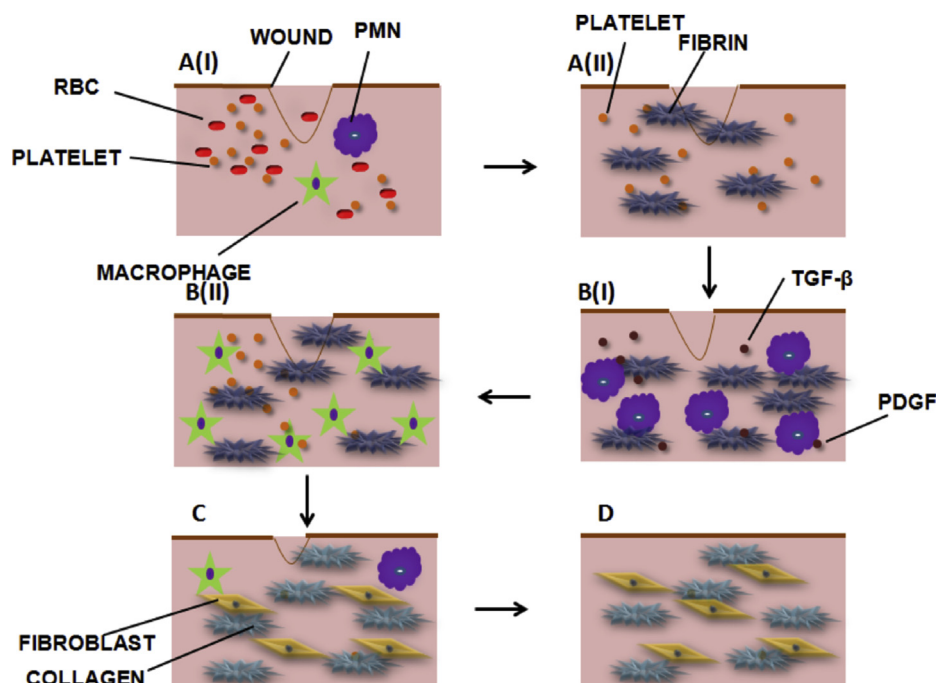 WOUND
PMN
A(I)
RBC
PLATELET
MACROPHAGE
PLATELET
FIBRIN
A(II)
B(II)
B(I)
TGF-β
PDGF
C
FIBROBLAST
COLLAGEN
D